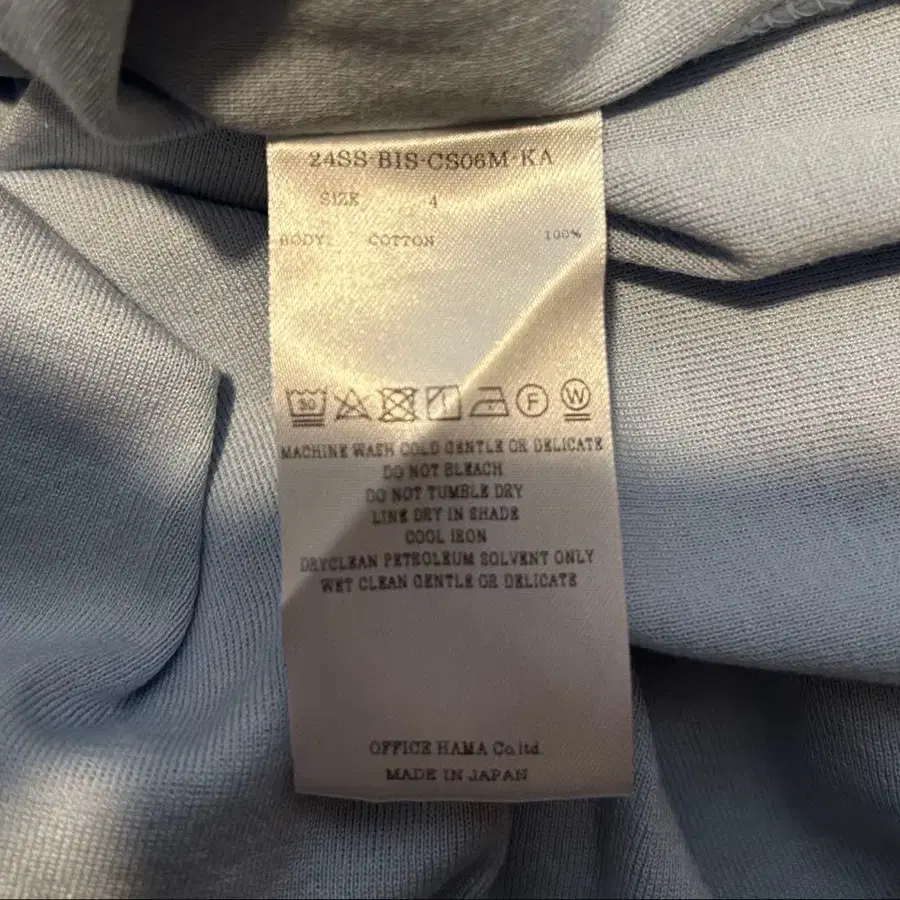 24SS-BIS-CS06M-KA
SIZE 4
BODY: COTTON 100%
30 F W
MACHINE WASH COLD GENTLE OR DELICATE
DO NOT BLEACH
DO NOT TUMBLE DRY
LINE DRY IN SHADE
COOL IRON
DRYCLEAN PETROLEUM SOLVENT ONLY
WET CLEAN GENTLE OR DELICATE
OFFICE HAMA Co.ltd.
MADE IN JAPAN